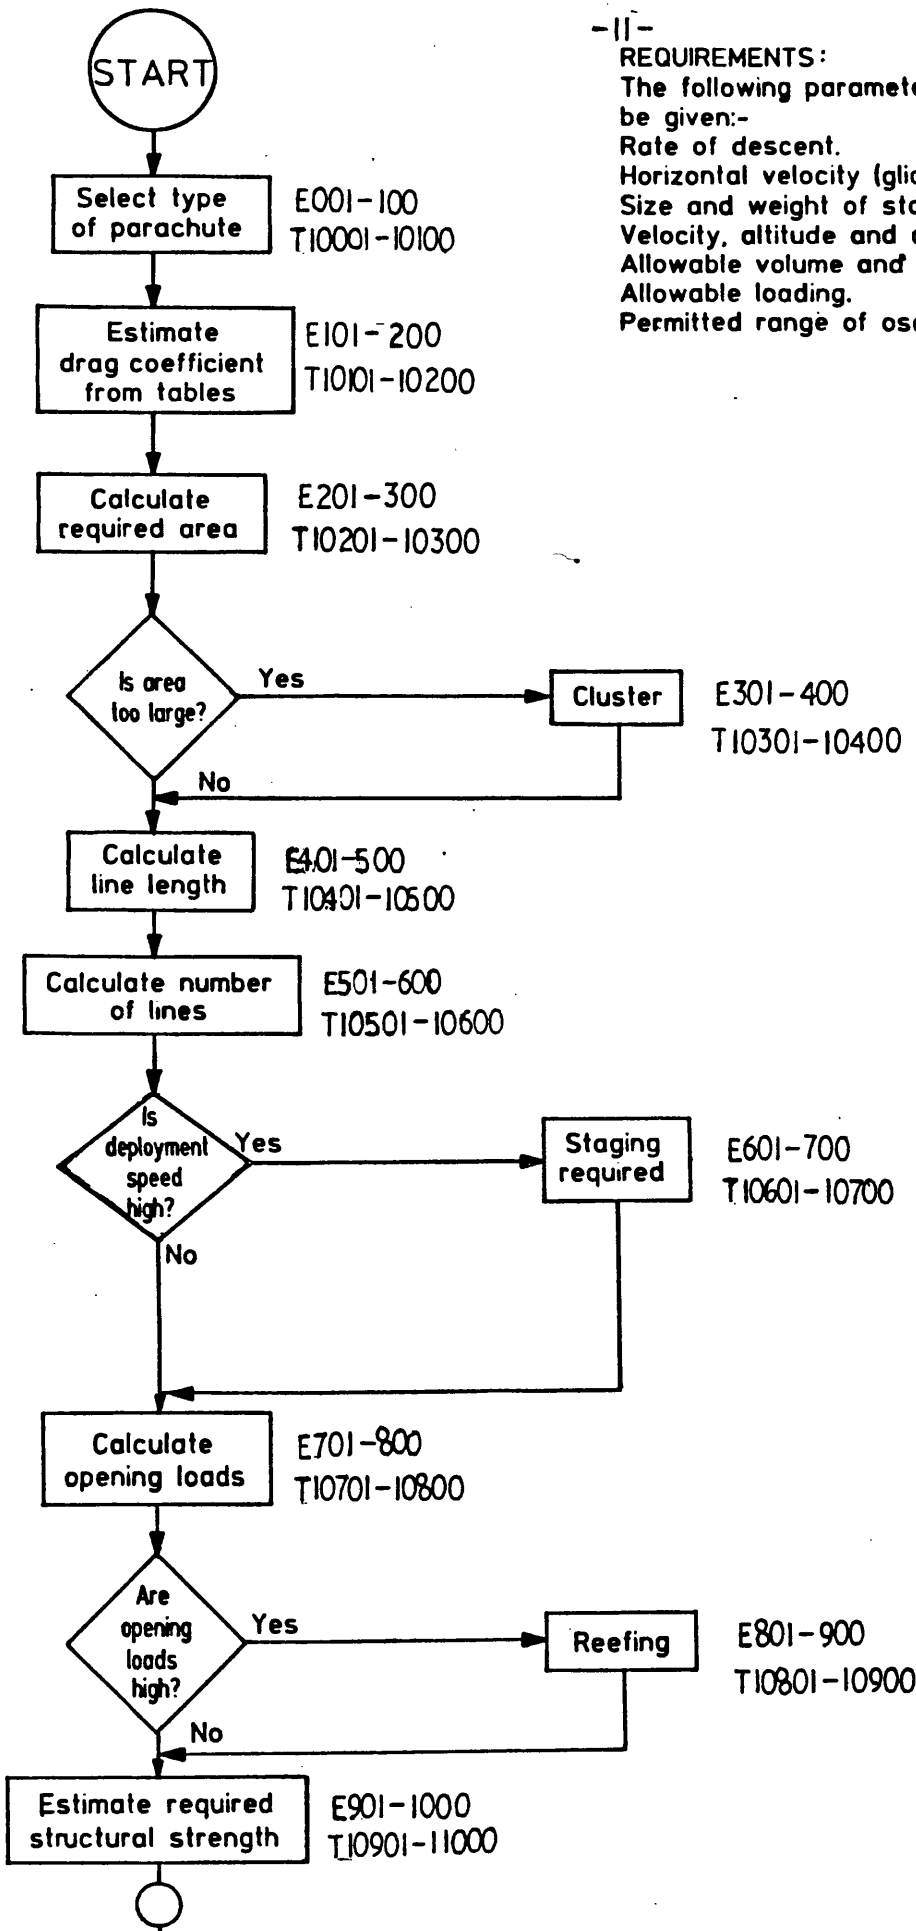 -11-
REQUIREMENTS:
The following paramete
be given:-
Rate of descent.
Horizontal velocity (glid
Size and weight of sto
Velocity, altitude and
Allowable volume and
Allowable loading.
Permitted range of osc
START
Select type
of parachute
E001-100
T10001-10100
Estimate
drag coefficient
from tables
E101-200
T10101-10200
Calculate
required area
E201-300
T10201-10300
Is area
too large?
Yes
Cluster
E301-400
T10301-10400
No
Calculate
line length
E401-500
T10401-10500
Calculate number
of lines
E501-600
T10501-10600
Is
deployment
speed
high?
Yes
Staging
required
E601-700
T10601-10700
No
Calculate
opening loads
E701-800
T10701-10800
Are
opening
loads
high?
Yes
Reefing
E801-900
T10801-10900
No
Estimate required
structural strength
E901-1000
T10901-11000